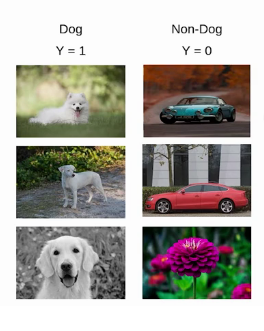 Dog
Non-Dog
Y = 1
Y = 0